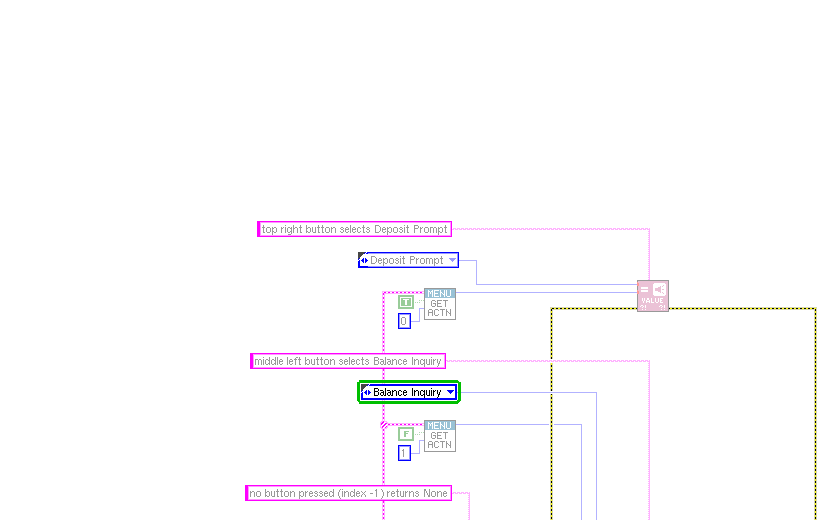 top right button selects Deposit Prompt
Deposit Prompt
MENU
T
GET
0
ACTN
=
VALUE
middle left button selects Balance Inquiry
Balance Inquiry
MENU
F
GET
1
ACTN
no button pressed (index -1) returns None